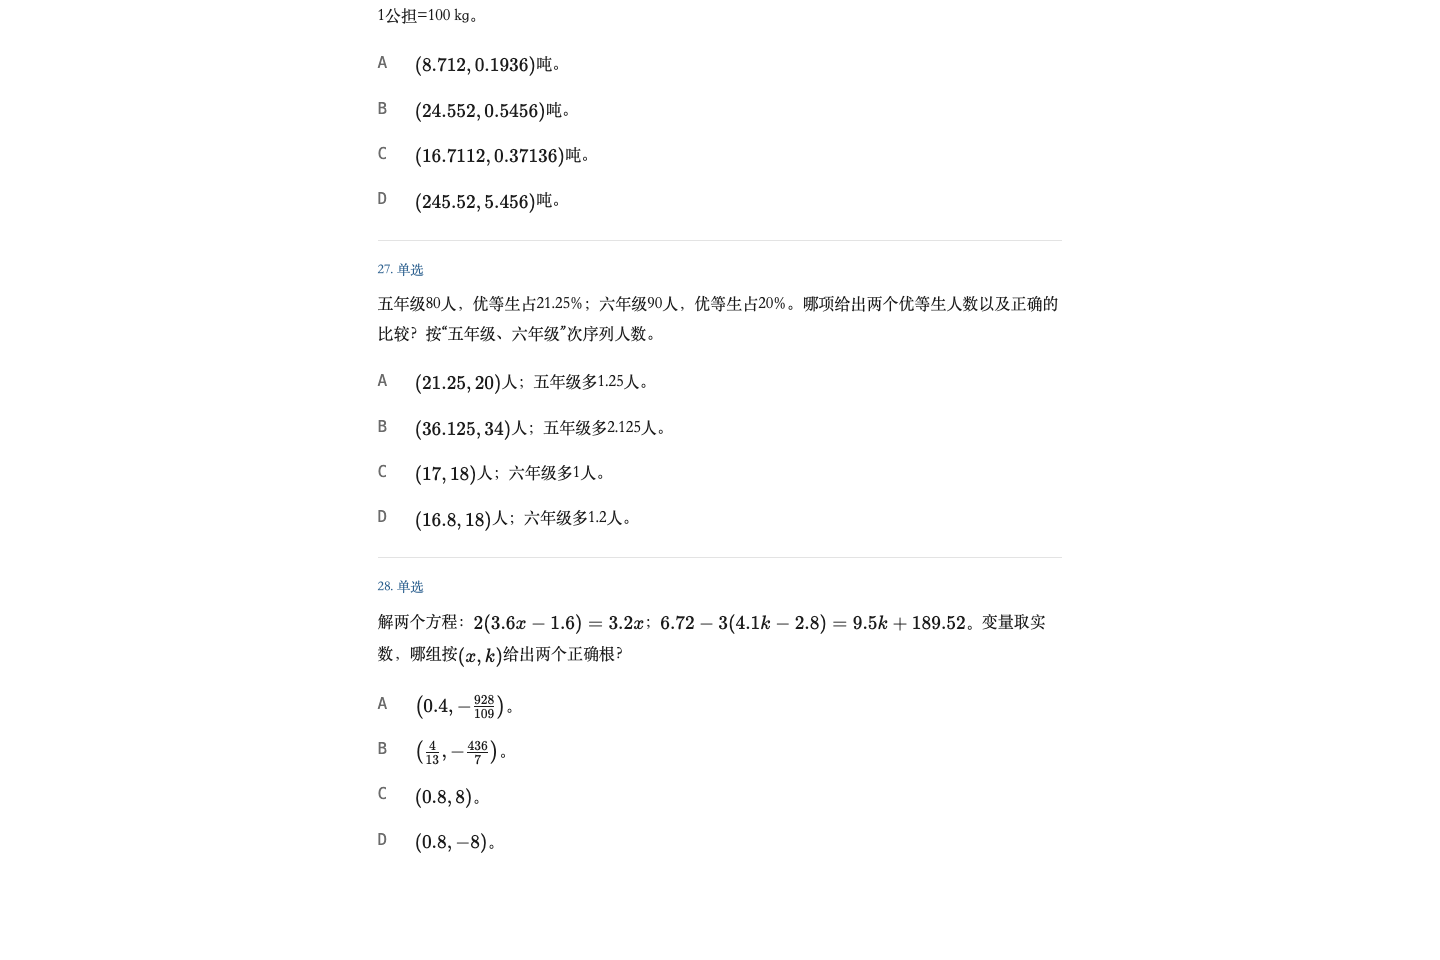 1公担=100 kg。
A (8.712, 0.1936)吨。
B (24.552, 0.5456)吨。
C (16.7112, 0.37136)吨。
D (245.52, 5.456)吨。
27. 单选
五年级80人，优等生占21.25%；六年级90人，优等生占20%。哪项给出两个优等生人数以及正确的
比较？按“五年级、六年级”次序列人数。
A (21.25, 20)人；五年级多1.25人。
B (36.125, 34)人；五年级多2.125人。
C (17, 18)人；六年级多1人。
D (16.8, 18)人；六年级多1.2人。
28. 单选
解两个方程：2(3.6x − 1.6) = 3.2x；6.72 − 3(4.1k − 2.8) = 9.5k + 189.52。变量取实
数，哪组按(x, k)给出两个正确根？
A (0.4, −928/109)。
B (4/13, −436/7)。
C (0.8, 8)。
D (0.8, −8)。